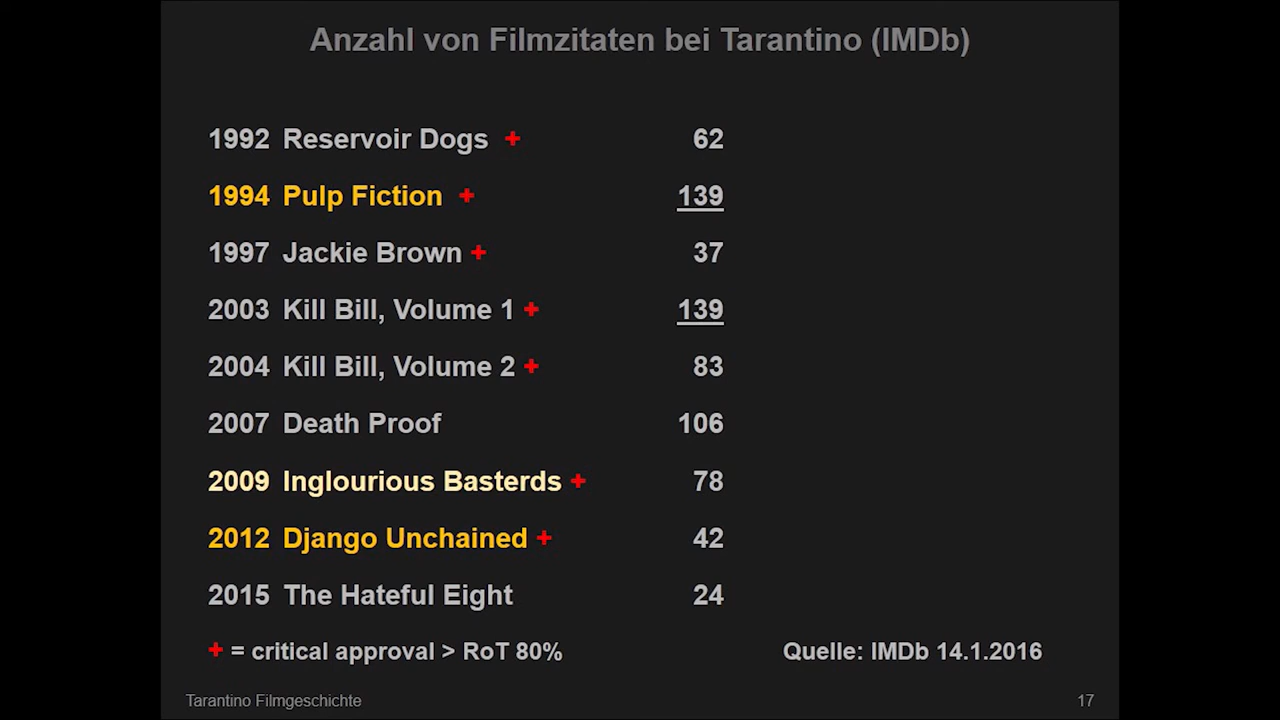 Anzahl von Filmzitaten bei Tarantino (IMDb)
1992 Reservoir Dogs + 62
1994 Pulp Fiction + 139
1997 Jackie Brown + 37
2003 Kill Bill, Volume 1 + 139
2004 Kill Bill, Volume 2 + 83
2007 Death Proof 106
2009 Inglourious Basterds + 78
2012 Django Unchained + 42
2015 The Hateful Eight 24
+ = critical approval > RoT 80% Quelle: IMDb 14.1.2016
Tarantino Filmgeschichte 17